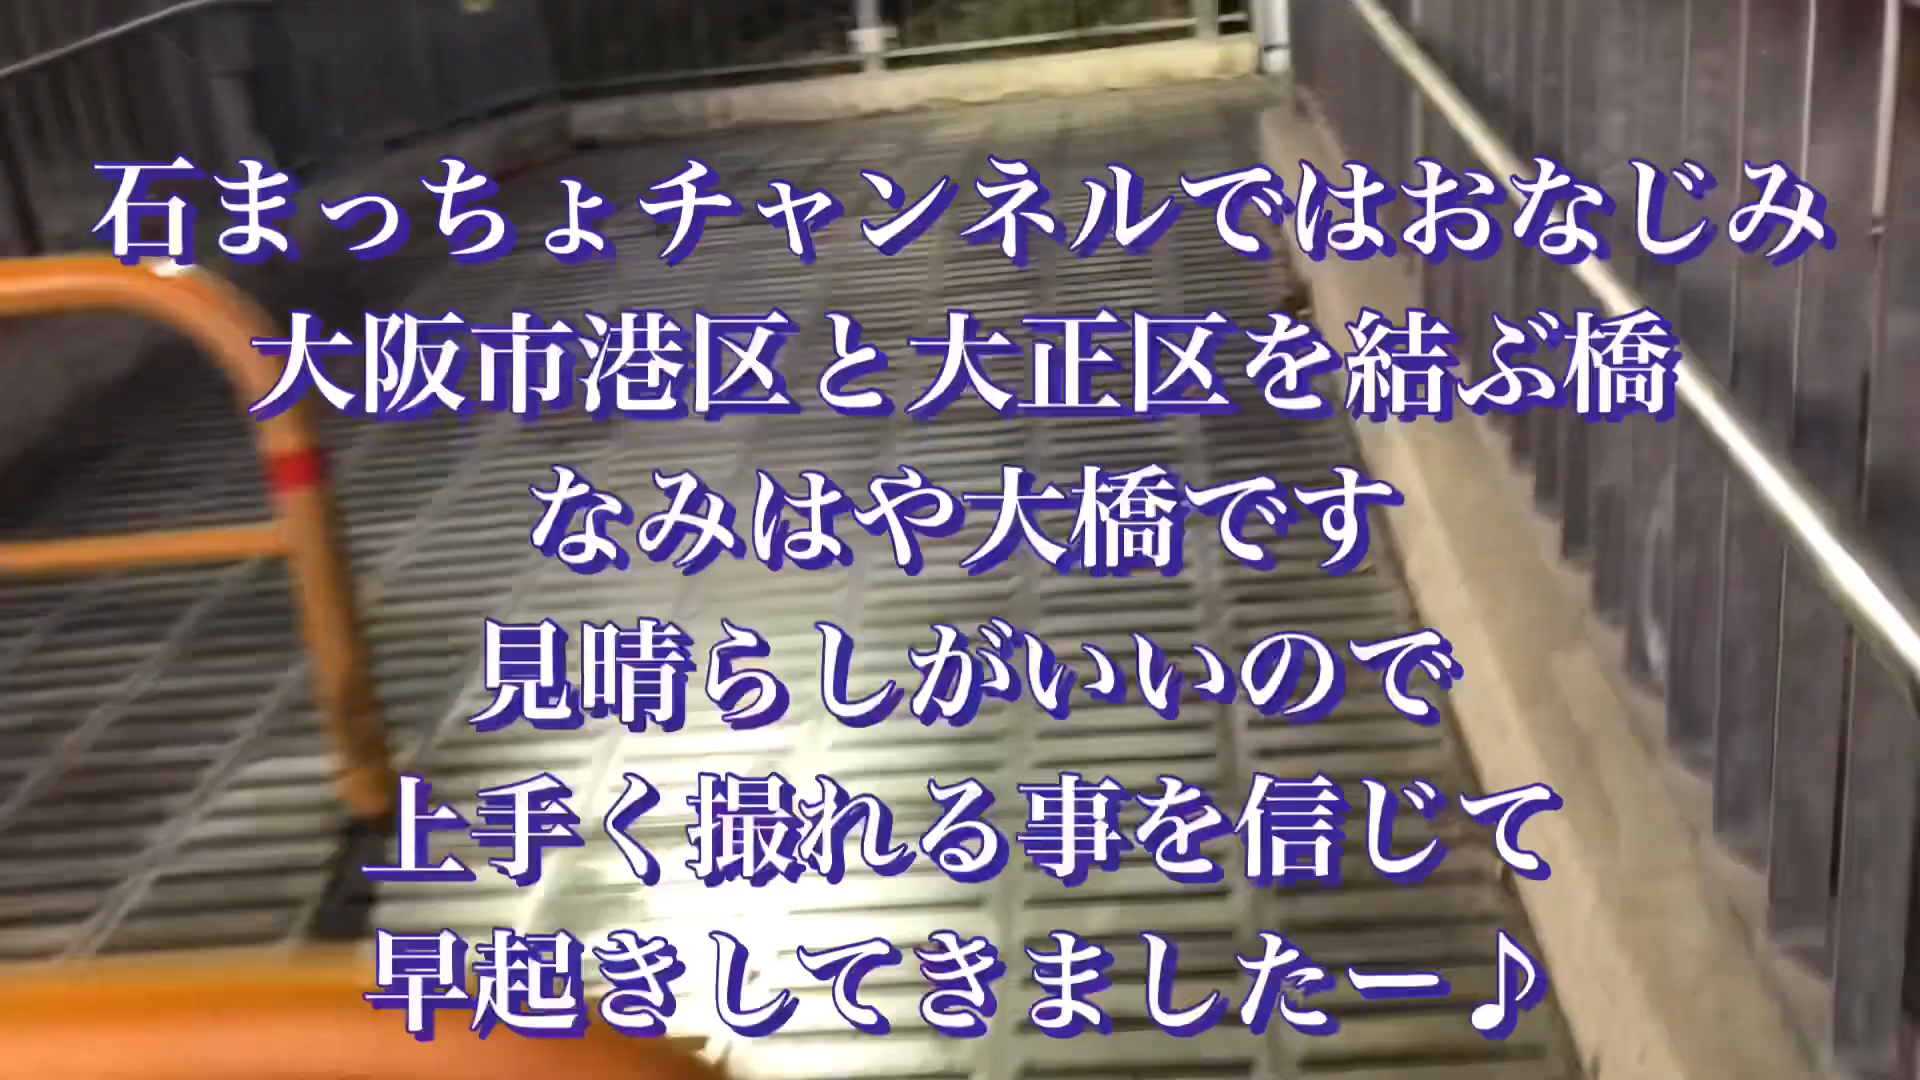 石まっちょチャンネルではおなじみ
大阪市港区と大正区を結ぶ橋
なみはや大橋です
見晴らしがいいので
上手く撮れる事を信じて
早起きしてきましたー♪